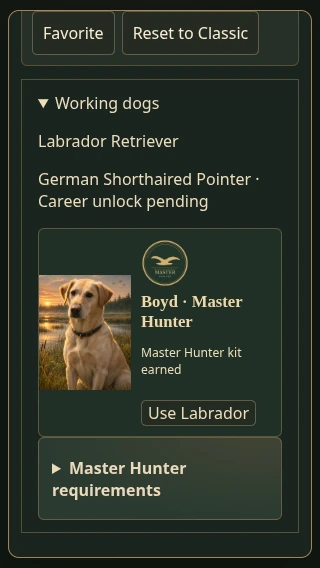 Favorite
Reset to Classic
▼ Working dogs
Labrador Retriever
German Shorthaired Pointer ·
Career unlock pending
MASTER
Boyd · Master
Hunter
Master Hunter kit
earned
Use Labrador
▶ Master Hunter
requirements